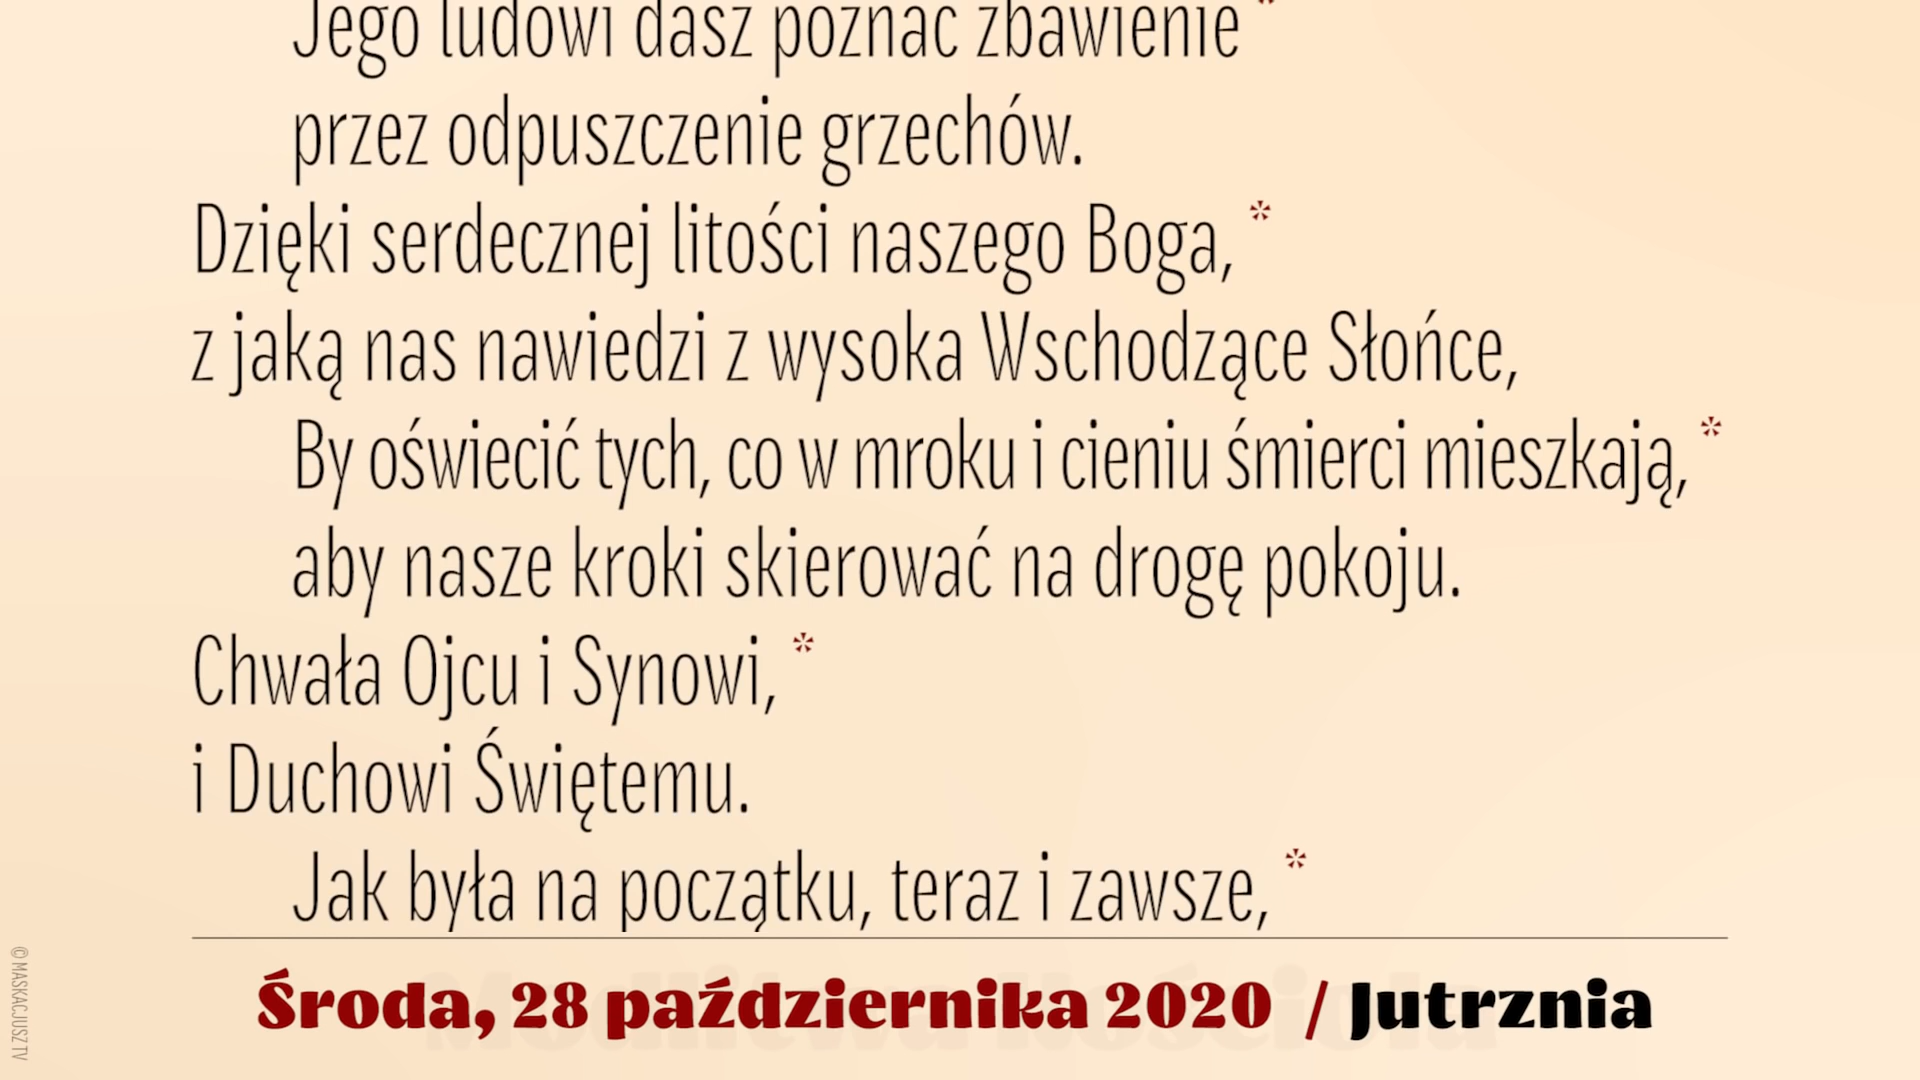 Jego ludowi dasz poznać zbawienie *
przez odpuszczenie grzechów.
Dzięki serdecznej litości naszego Boga, *
z jaką nas nawiedzi z wysoka Wschodzące Słońce,
By oświecić tych, co w mroku i cieniu śmierci mieszkają, *
aby nasze kroki skierować na drogę pokoju.
Chwała Ojcu i Synowi, *
i Duchowi Świętemu.
Jak była na początku, teraz i zawsze, *
Środa, 28 października 2020 / Jutrznia
© MASKACJUSZ TV